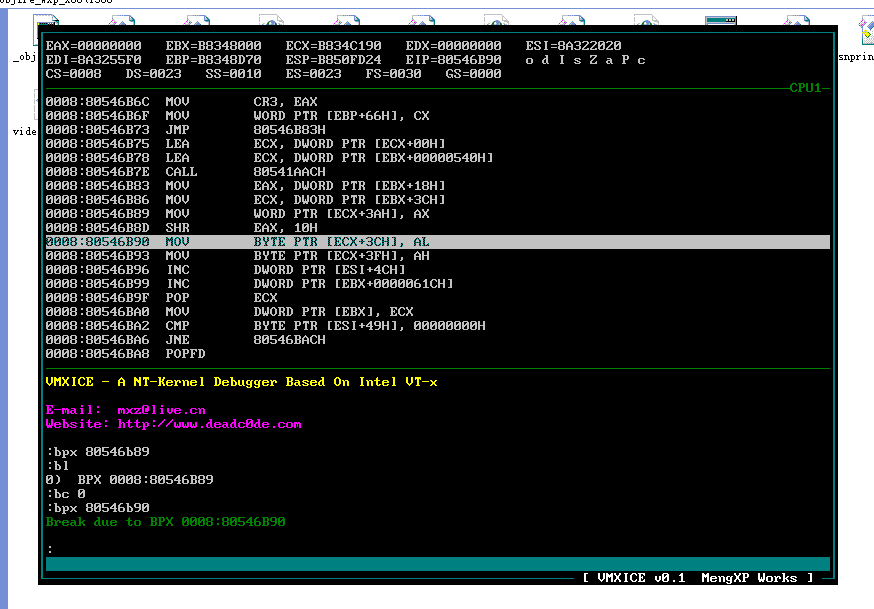 _obj
snprin
vide
EAX=00000000 EBX=B8348000 ECX=B834C190 EDX=00000000 ESI=8A322020
EDI=8A3255F0 EBP=B8348D70 ESP=B850FD24 EIP=80546B90 o d I s Z a P c
CS=0008 DS=0023 SS=0010 ES=0023 FS=0030 GS=0000
CPU1
0008:80546B6C MOV CR3, EAX
0008:80546B6F MOV WORD PTR [EBP+66H], CX
0008:80546B73 JMP 80546B83H
0008:80546B75 LEA ECX, DWORD PTR [ECX+00H]
0008:80546B78 LEA ECX, DWORD PTR [EBX+00000540H]
0008:80546B7E CALL 80541AACH
0008:80546B83 MOV EAX, DWORD PTR [EBX+18H]
0008:80546B86 MOV ECX, DWORD PTR [EBX+3CH]
0008:80546B89 MOV WORD PTR [ECX+3AH], AX
0008:80546B8D SHR EAX, 10H
0008:80546B90 MOV BYTE PTR [ECX+3CH], AL
0008:80546B93 MOV BYTE PTR [ECX+3FH], AH
0008:80546B96 INC DWORD PTR [ESI+4CH]
0008:80546B99 INC DWORD PTR [EBX+0000061CH]
0008:80546B9F POP ECX
0008:80546BA0 MOV DWORD PTR [EBX], ECX
0008:80546BA2 CMP BYTE PTR [ESI+49H], 00000000H
0008:80546BA6 JNE 80546BACH
0008:80546BA8 POPFD
VMXICE - A NT-Kernel Debugger Based On Intel VT-x
E-mail: mxz@live.cn
Website: http://www.deadc0de.com
:bpx 80546b89
:bl
0) BPX 0008:80546B89
:bc 0
:bpx 80546b90
Break due to BPX 0008:80546B90
:
[ VMXICE v0.1 MengXP Works ]